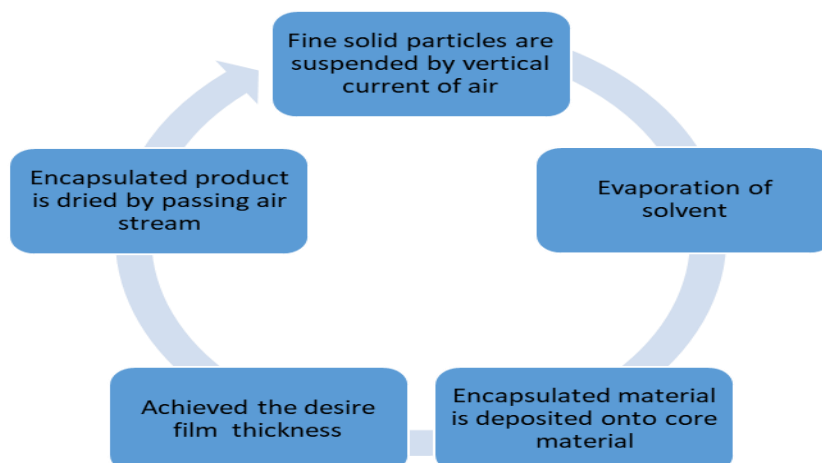 Fine solid particles are
suspended by vertical
current of air
Evaporation of
solvent
Encapsulated material
is deposited onto core
material
Achieved the desire
film thickness
Encapsulated product
is dried by passing air
stream